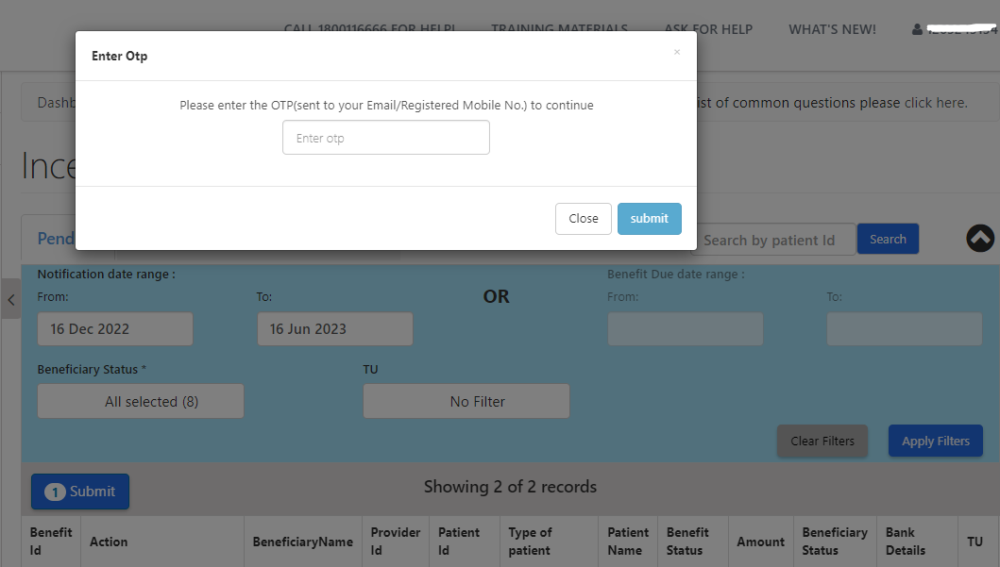 CALL 1800116666 FOR HELP! TRAINING MATERIALS ASK FOR HELP WHAT'S NEW!
Enter Otp ×
Please enter the OTP(sent to your Email/Registered Mobile No.) to continue
Enter otp
Close submit
ist of common questions please click here.
Search by patient Id Search
Notification date range : Benefit Due date range :
From: To: OR From: To:
16 Dec 2022 16 Jun 2023
Beneficiary Status * TU
All selected (8) No Filter
Clear Filters Apply Filters
1 Submit Showing 2 of 2 records
Benefit Id Action BeneficiaryName Provider Id Patient Id Type of patient Patient Name Benefit Status Amount Beneficiary Status Bank Details TU